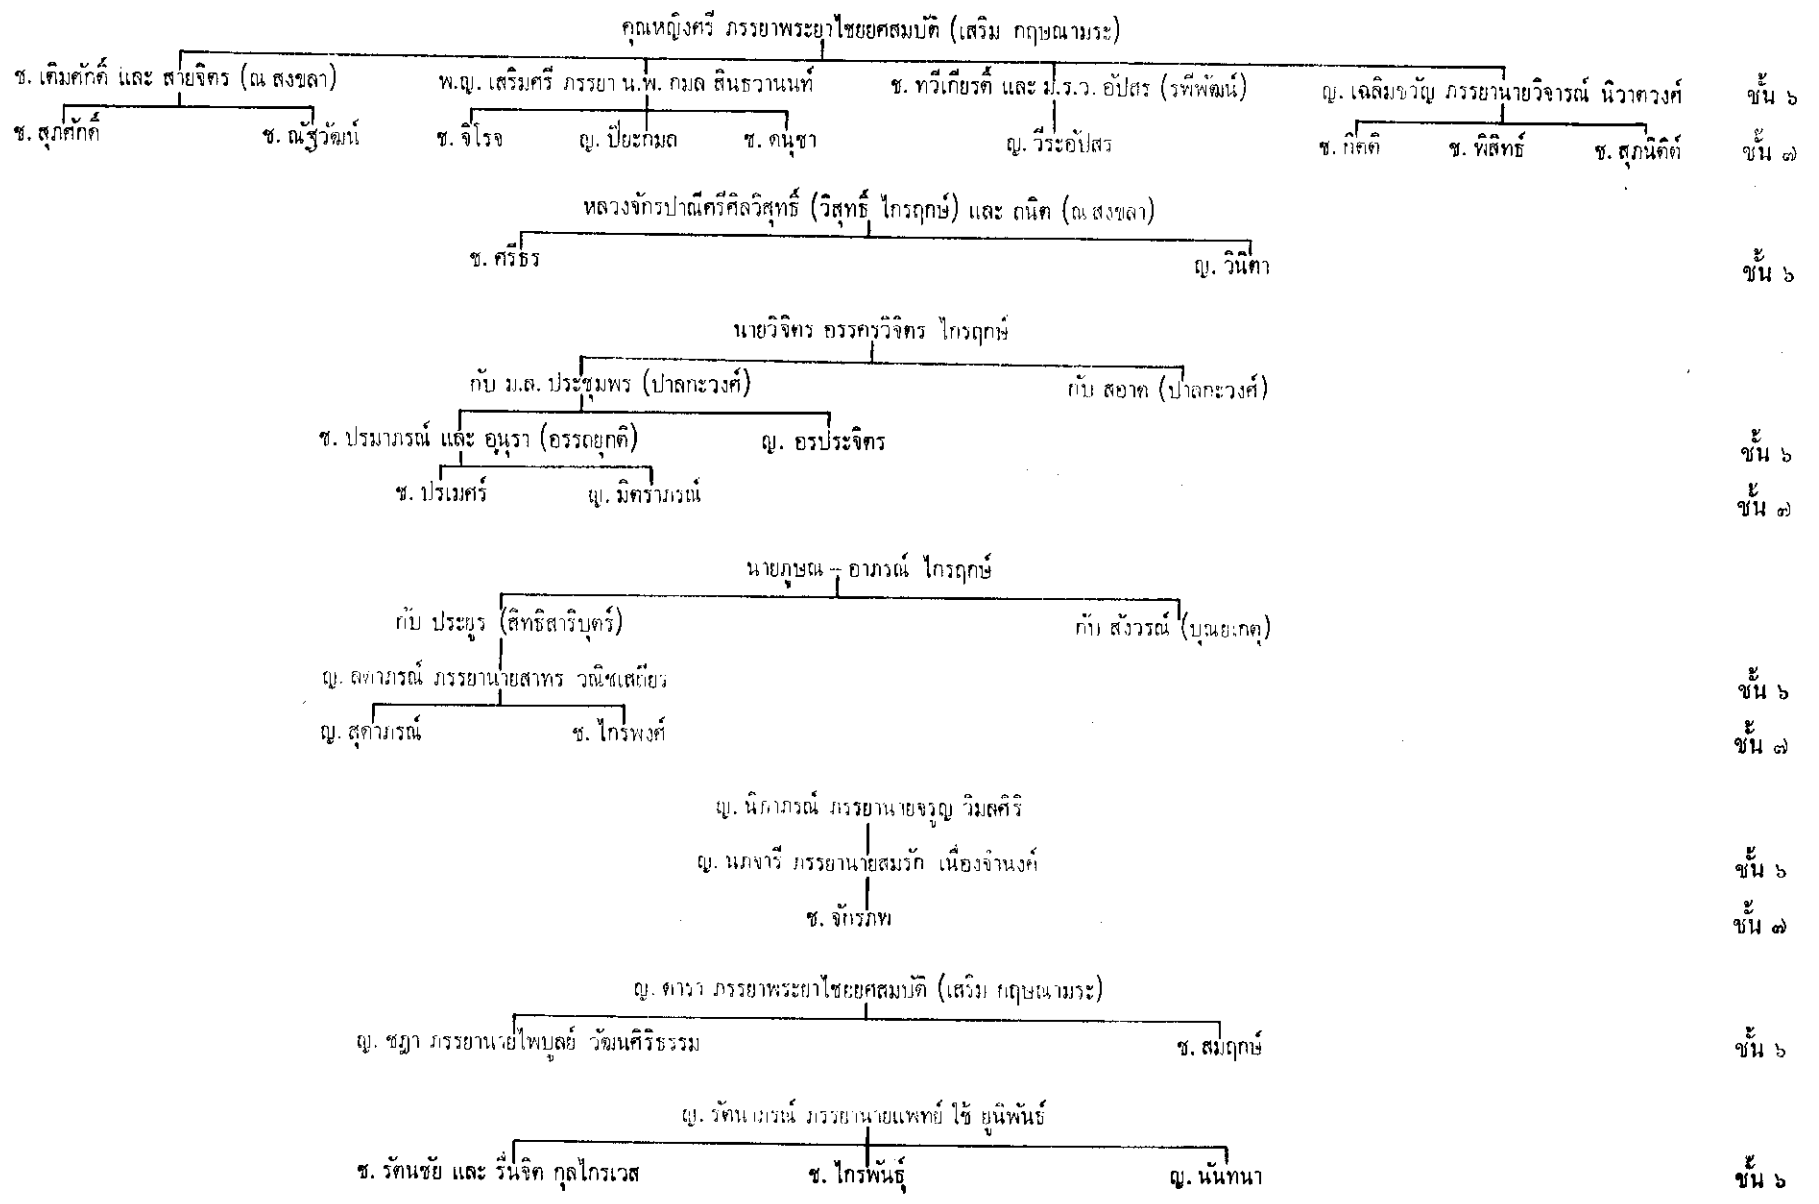 คุณหญิงศรี ภรรยาพระยาไชยยศสมบัติ (เสริม กฤษณามระ)
ช. เติมศักดิ์ และ สายจิตร (ณ สงขลา) พ.ญ. เสริมศรี ภรรยา น.พ. กมล สินธวานนท์ ช. ทวีเกียรติ์ และ ม.ร.ว. อัปสร (รพีพัฒน์) ญ. เฉลิมขวัญ ภรรยานายวิจารณ์ นิวาตวงศ์ ชั้น ๖
ช. สุภศักดิ์ ช. ณัฐวัฒน์ ช. จิโรจ ญ. ปิยะกมล ช. ดนุชา ญ. วีระอัปสร ช. กิตติ ช. พิสิทธ์ ช. สุภนิติต์ ชั้น ๗
หลวงจักรปาณีศรีศิลวิสุทธิ์ (วิสุทธิ์ ไกรฤกษ์) และ ถนิต (ณ สงขลา)
ช. ศรีธร ญ. วินิตา ชั้น ๖
นายวิจิตร อรรครวิจิตร ไกรฤกษ์
กับ ม.ล. ประชุมพร (ปาลกะวงศ์) กับ สอาด (ปาลกะวงศ์)
ช. ปรมาภรณ์ และ อุนุรา (อรรถยุกติ) ญ. อรประจิตร ชั้น ๖
ช. ปรเมศร์ ญ. มิตราภรณ์ ชั้น ๗
นายภูษณ – อาภรณ์ ไกรฤกษ์
กับ ประยูร (สิทธิสาริบุตร์) กับ สังวรณ์ (บุณยเกตุ)
ญ. ลดาภรณ์ ภรรยานายสาทร วณิชเสถียร ชั้น ๖
ญ. สุดาภรณ์ ช. ไกรพงศ์ ชั้น ๗
ญ. นิภาภรณ์ ภรรยานายจรูญ วิมลศิริ
ญ. นภจารี ภรรยานายสมรัก เนื่องจำนงค์ ชั้น ๖
ช. จักรภพ ชั้น ๗
ญ. ดารา ภรรยาพระยาไชยยศสมบัติ (เสริม กฤษณามระ)
ญ. ชฎา ภรรยานายไพบูลย์ วัฒนศิริธรรม ช. สมฤกษ์ ชั้น ๖
ญ. รัตนาภรณ์ ภรรยานายแพทย์ ใช้ ยูนิพันธ์
ช. รัตนชัย และ รื่นจิต กุลไกรเวส ช. ไกรพันธุ์ ญ. นันทนา ชั้น ๖